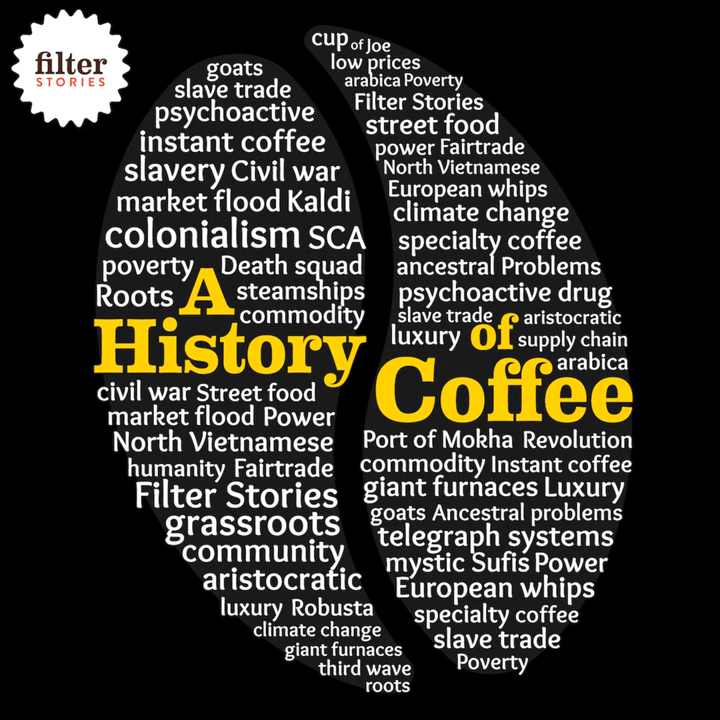 filter
STORIES
goats
slave trade
psychoactive
instant coffee
slavery Civil war
market flood Kaldi
colonialism SCA
poverty Death squad
Roots A steamships
commodity
History
civil war Street food
market flood Power
North Vietnamese
humanity Fairtrade
Filter Stories
grassroots
community
aristocratic
luxury Robusta
climate change
giant furnaces
third wave
roots
cup of Joe
low prices
arabica Poverty
Filter Stories
street food
power Fairtrade
North Vietnamese
European whips
climate change
specialty coffee
ancestral Problems
psychoactive drug
slave trade aristocratic
luxury of supply chain
arabica
Coffee
Port of Mokha Revolution
commodity Instant coffee
giant furnaces Luxury
goats Ancestral problems
telegraph systems
mystic Sufis Power
European whips
specialty coffee
slave trade
Poverty